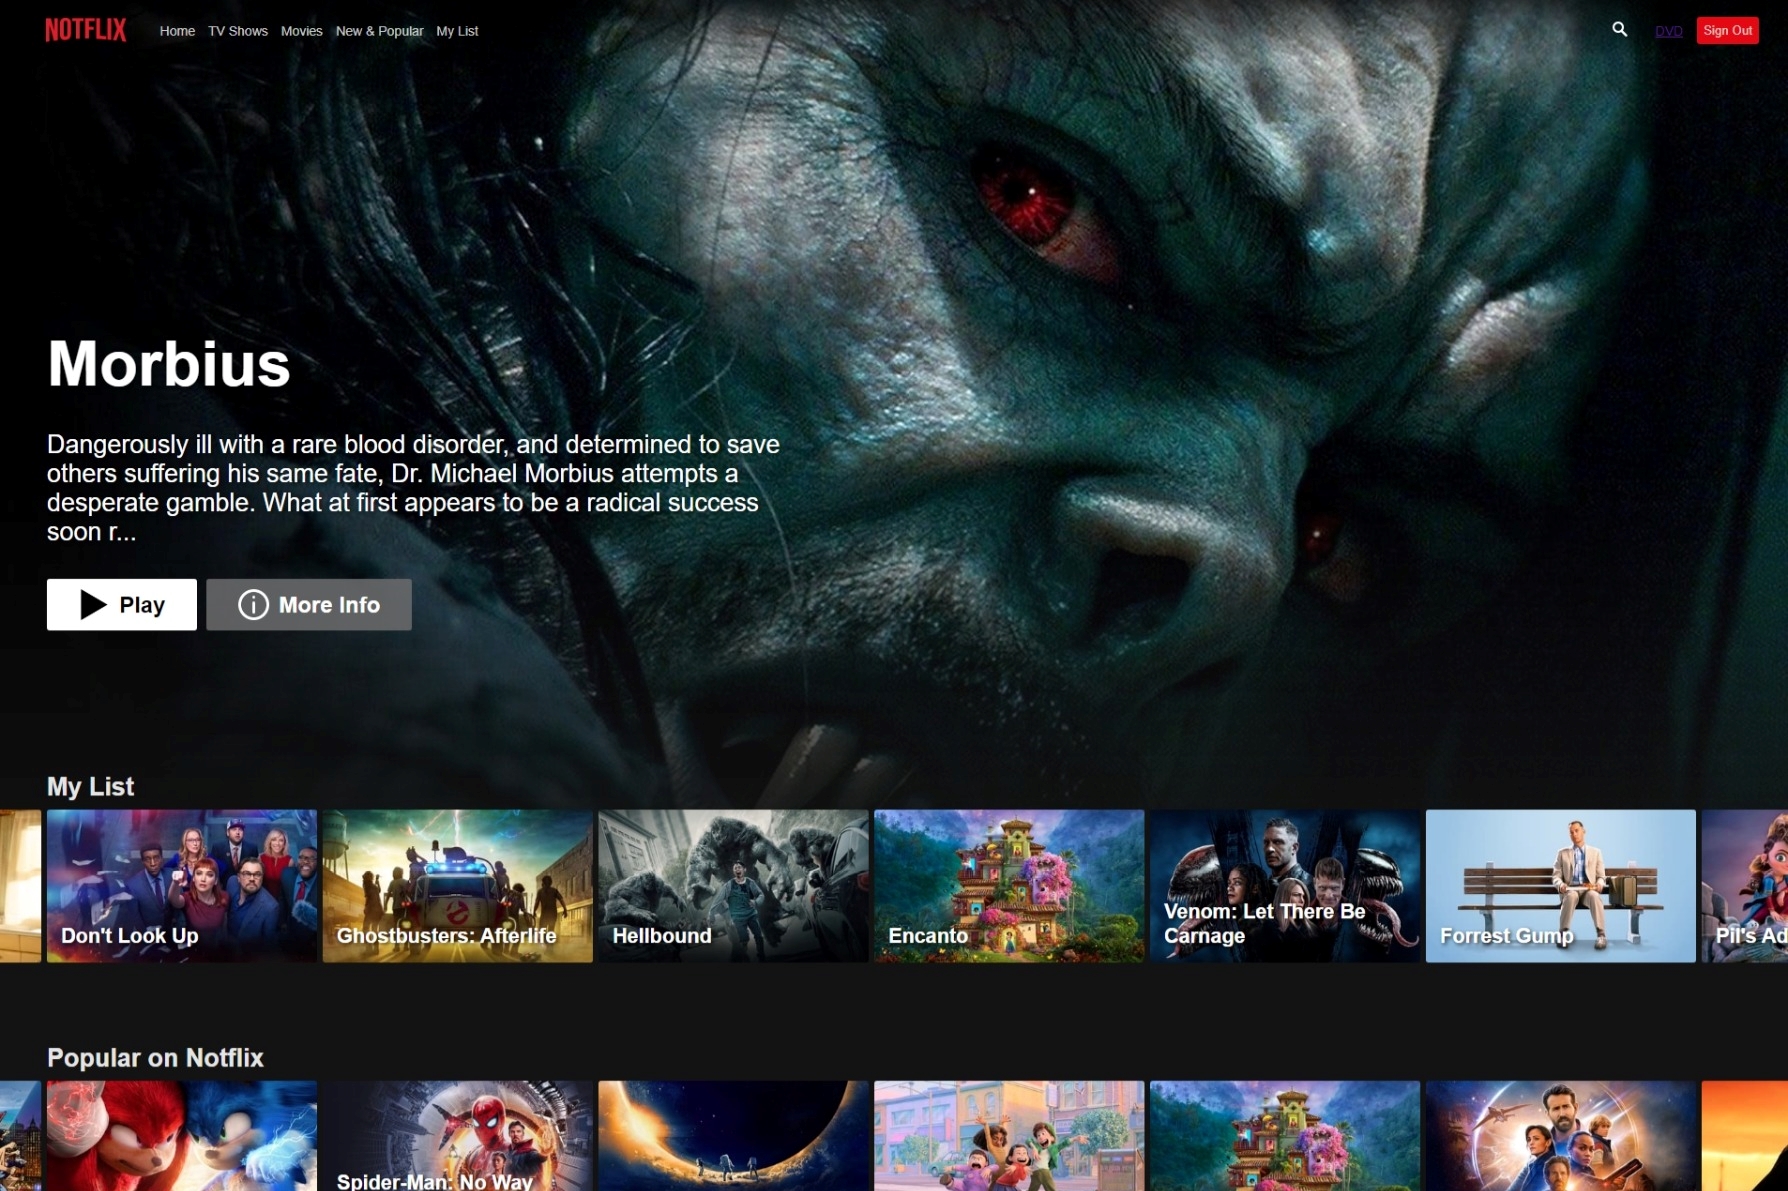 NOTFLIX
Home TV Shows Movies New & Popular My List
DVD
Sign Out
Morbius
Dangerously ill with a rare blood disorder, and determined to save
others suffering his same fate, Dr. Michael Morbius attempts a
desperate gamble. What at first appears to be a radical success
soon r...
Play
More Info
My List
Don't Look Up
Ghostbusters: Afterlife
Hellbound
Encanto
Venom: Let There Be
Carnage
Forrest Gump
Pil's Ad
Popular on Notflix
Spider-Man: No Way